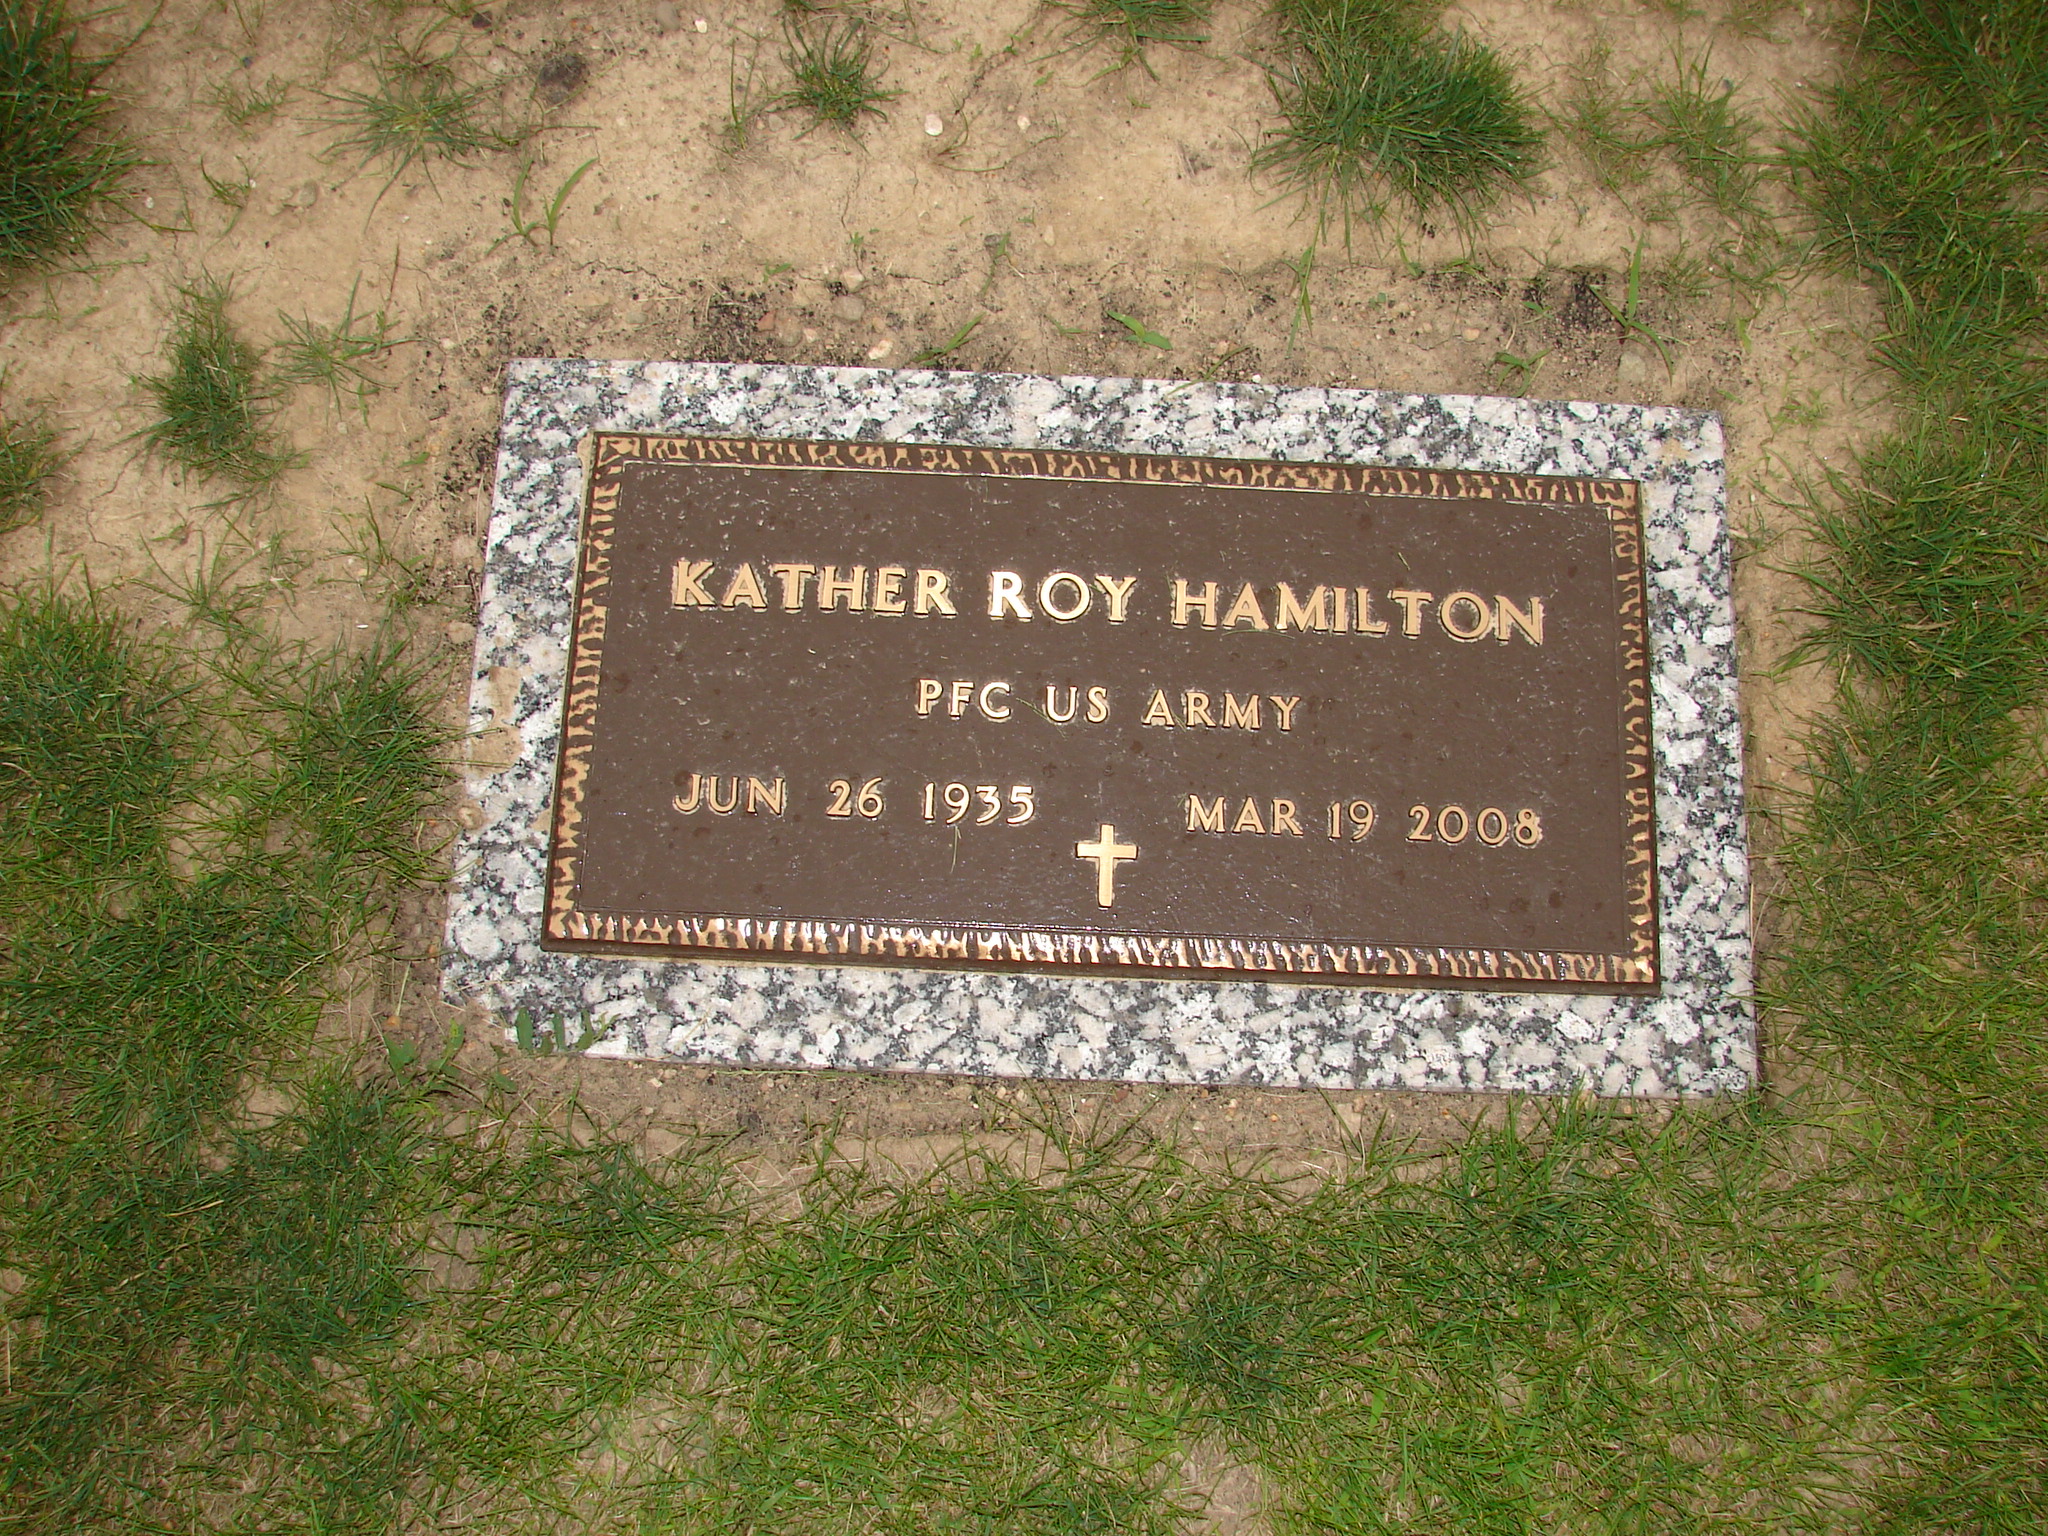 KATHER ROY HAMILTON
PFC US ARMY
JUN 26 1935 MAR 19 2008